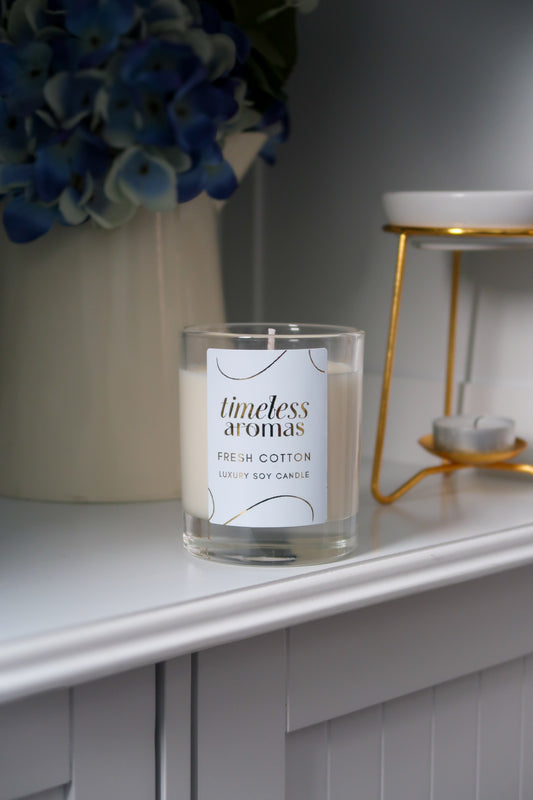 timeless
aromas
FRESH COTTON
LUXURY SOY CANDLE